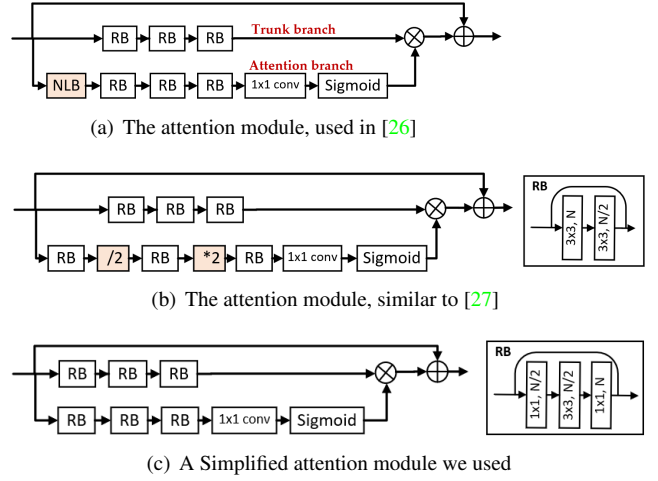 RB RB RB Trunk branch
Attention branch
NLB RB RB RB 1x1 conv Sigmoid
(a) The attention module, used in [26]
RB
RB RB RB
3x3, N
3x3, N/2
RB /2 RB *2 RB 1x1 conv Sigmoid
(b) The attention module, similar to [27]
RB
RB RB RB
1x1, N/2
3x3, N/2
1x1, N
RB RB RB 1x1 conv Sigmoid
(c) A Simplified attention module we used